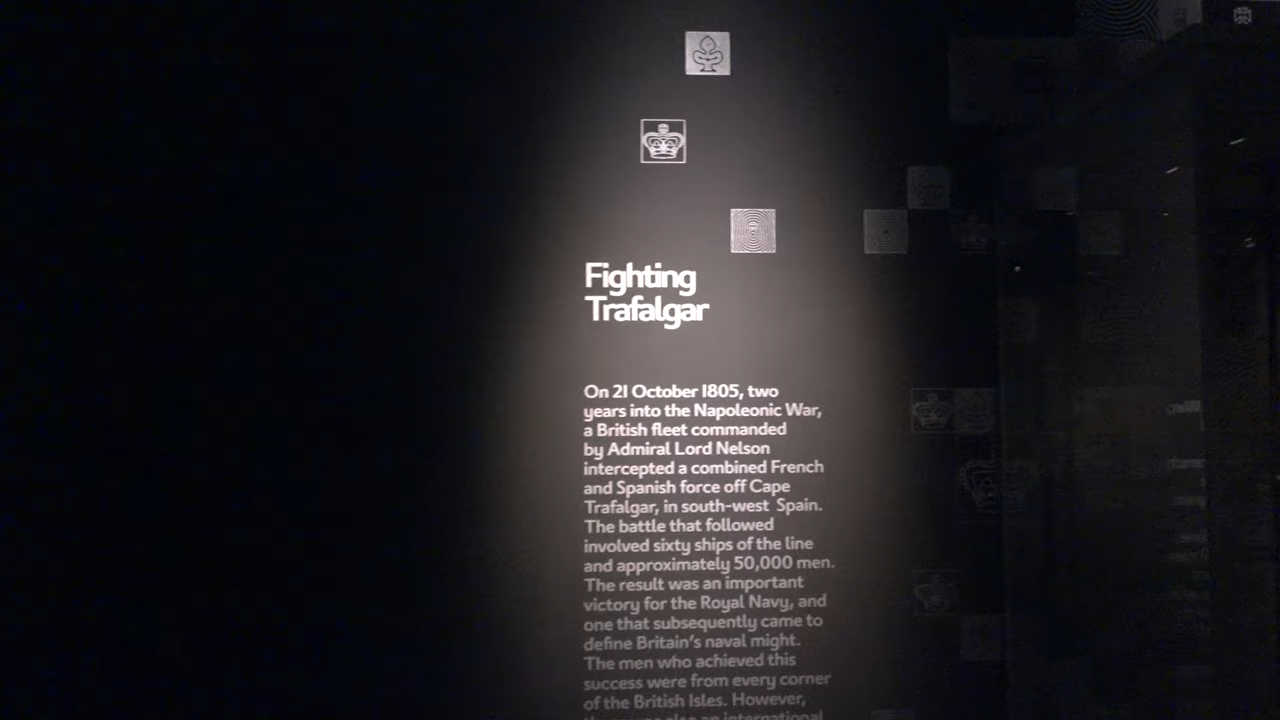 Fighting
Trafalgar
On 21 October 1805, two
years into the Napoleonic War,
a British fleet commanded
by Admiral Lord Nelson
intercepted a combined French
and Spanish force off Cape
Trafalgar, in south-west Spain.
The battle that followed
involved sixty ships of the line
and approximately 50,000 men.
The result was an important
victory for the Royal Navy, and
one that subsequently came to
define Britain's naval might.
The men who achieved this
success were from every corner
of the British Isles. However,
also an international